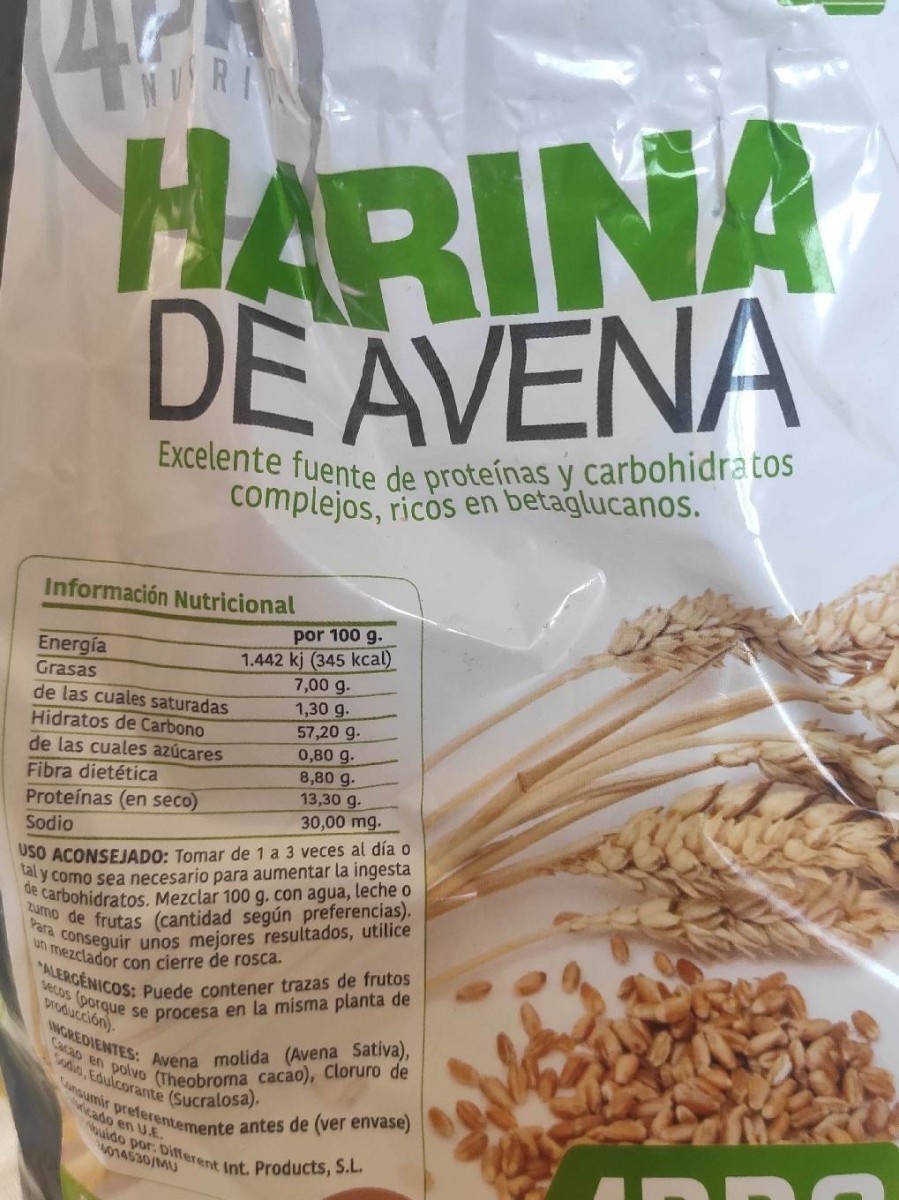 HARINA
DE AVENA
Excelente fuente de proteínas y carbohidratos
complejos, ricos en betaglucanos.
Información Nutricional
por 100 g.
Energía 1.442 kj (345 kcal)
Grasas 7,00 g.
de las cuales saturadas 1,30 g.
Hidratos de Carbono 57,20 g.
de las cuales azúcares 0,80 g.
Fibra dietética 8,80 g.
Proteínas (en seco) 13,30 g.
Sodio 30,00 mg.
USO ACONSEJADO: Tomar de 1 a 3 veces al día o
tal y como sea necesario para aumentar la ingesta
de carbohidratos. Mezclar 100 g. con agua, leche o
zumo de frutas (cantidad según preferencias).
Para conseguir unos mejores resultados, utilice
un mezclador con cierre de rosca.
*ALERGÉNICOS: Puede contener trazas de frutos
secos (porque se procesa en la misma planta de
producción).
INGREDIENTES: Avena molida (Avena Sativa),
Cacao en polvo (Theobroma cacao), Cloruro de
Sodio, Edulcorante (Sucralosa).
Consumir preferentemente antes de (ver envase)
en U.E.
por: Different Int. Products, S.L.